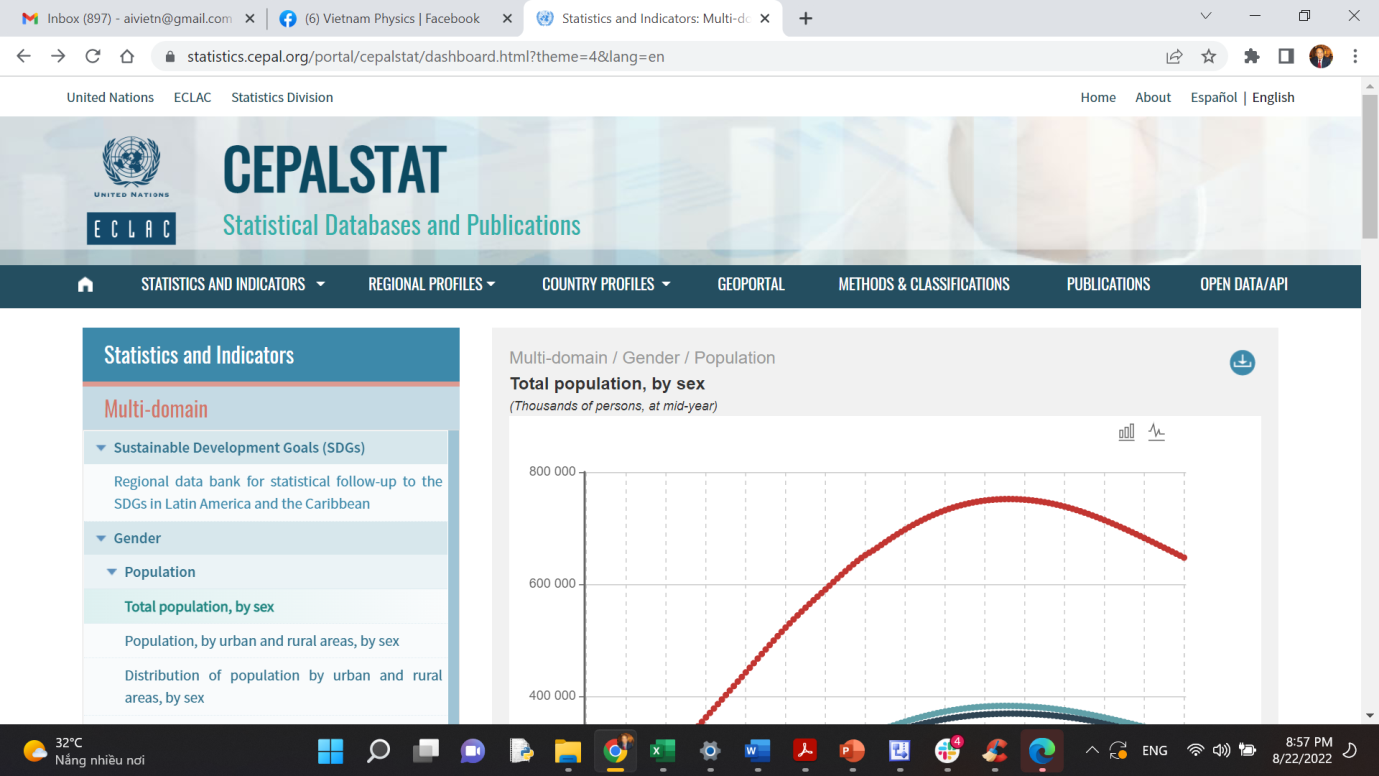 Inbox (897) - aivietn@gmail.com
(6) Vietnam Physics | Facebook
Statistics and Indicators: Multi-do
statistics.cepal.org/portal/cepalstat/dashboard.html?theme=4&lang=en
United Nations ECLAC Statistics Division
Home About Español | English
UNITED NATIONS
ECLAC
CEPALSTAT
Statistical Databases and Publications
STATISTICS AND INDICATORS REGIONAL PROFILES COUNTRY PROFILES GEOPORTAL METHODS & CLASSIFICATIONS PUBLICATIONS OPEN DATA/API
Statistics and Indicators
Multi-domain
Sustainable Development Goals (SDGs)
Regional data bank for statistical follow-up to the
SDGs in Latin America and the Caribbean
Gender
Population
Total population, by sex
Population, by urban and rural areas, by sex
Distribution of population by urban and rural
areas, by sex
Multi-domain / Gender / Population
Total population, by sex
(Thousands of persons, at mid-year)
800 000
600 000
400 000
32°C
Nắng nhiều nơi
4
ENG
8:57 PM
8/22/2022